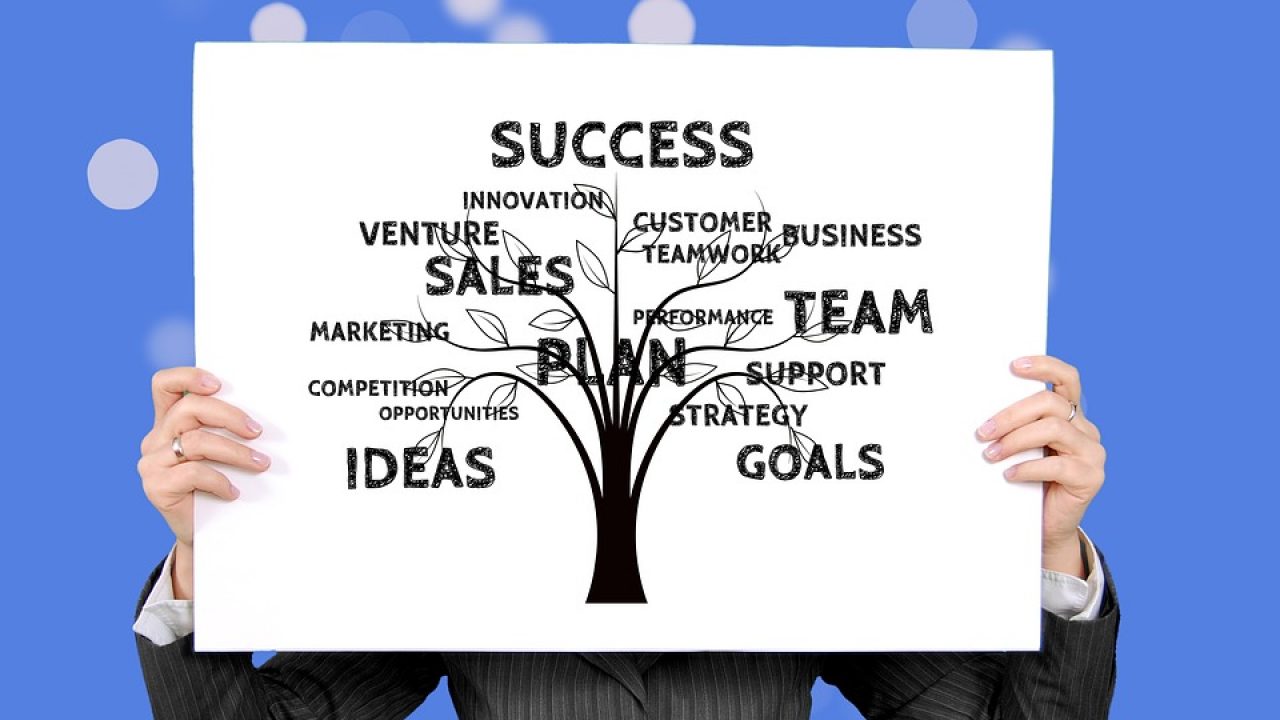 SUCCESS
INNOVATION
CUSTOMER
VENTURE
BUSINESS
TEAMWORK
SALES
TEAM
PERFORMANCE
MARKETING
PLAN
SUPPORT
COMPETITION
OPPORTUNITIES
STRATEGY
IDEAS
GOALS